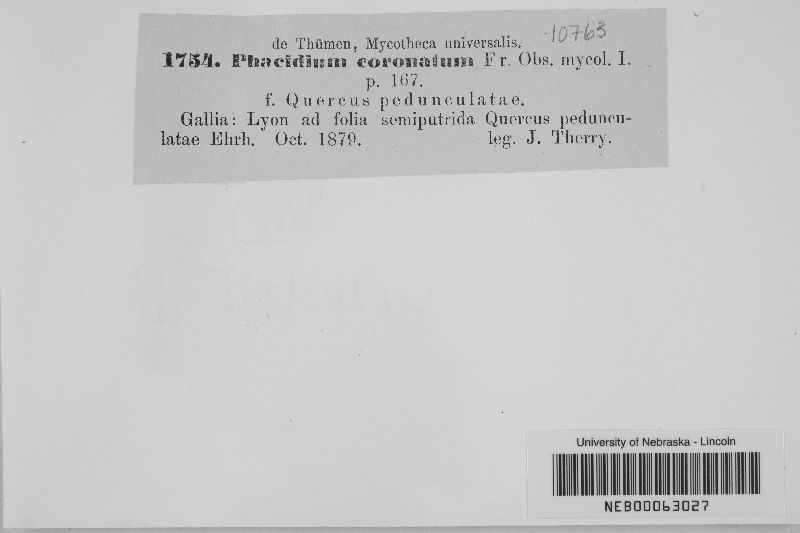 10763
de Thümen, Mycotheca universalis.
1754. Phacidium coronatum Fr. Obs. mycol. I.
p. 167.
f. Quercus pedunculatae.
Gallia: Lyon ad folia semiputrida Quercus peduncu-
latae Ehrh. Oct. 1879. leg. J. Therry.
University of Nebraska - Lincoln
NEB00063027